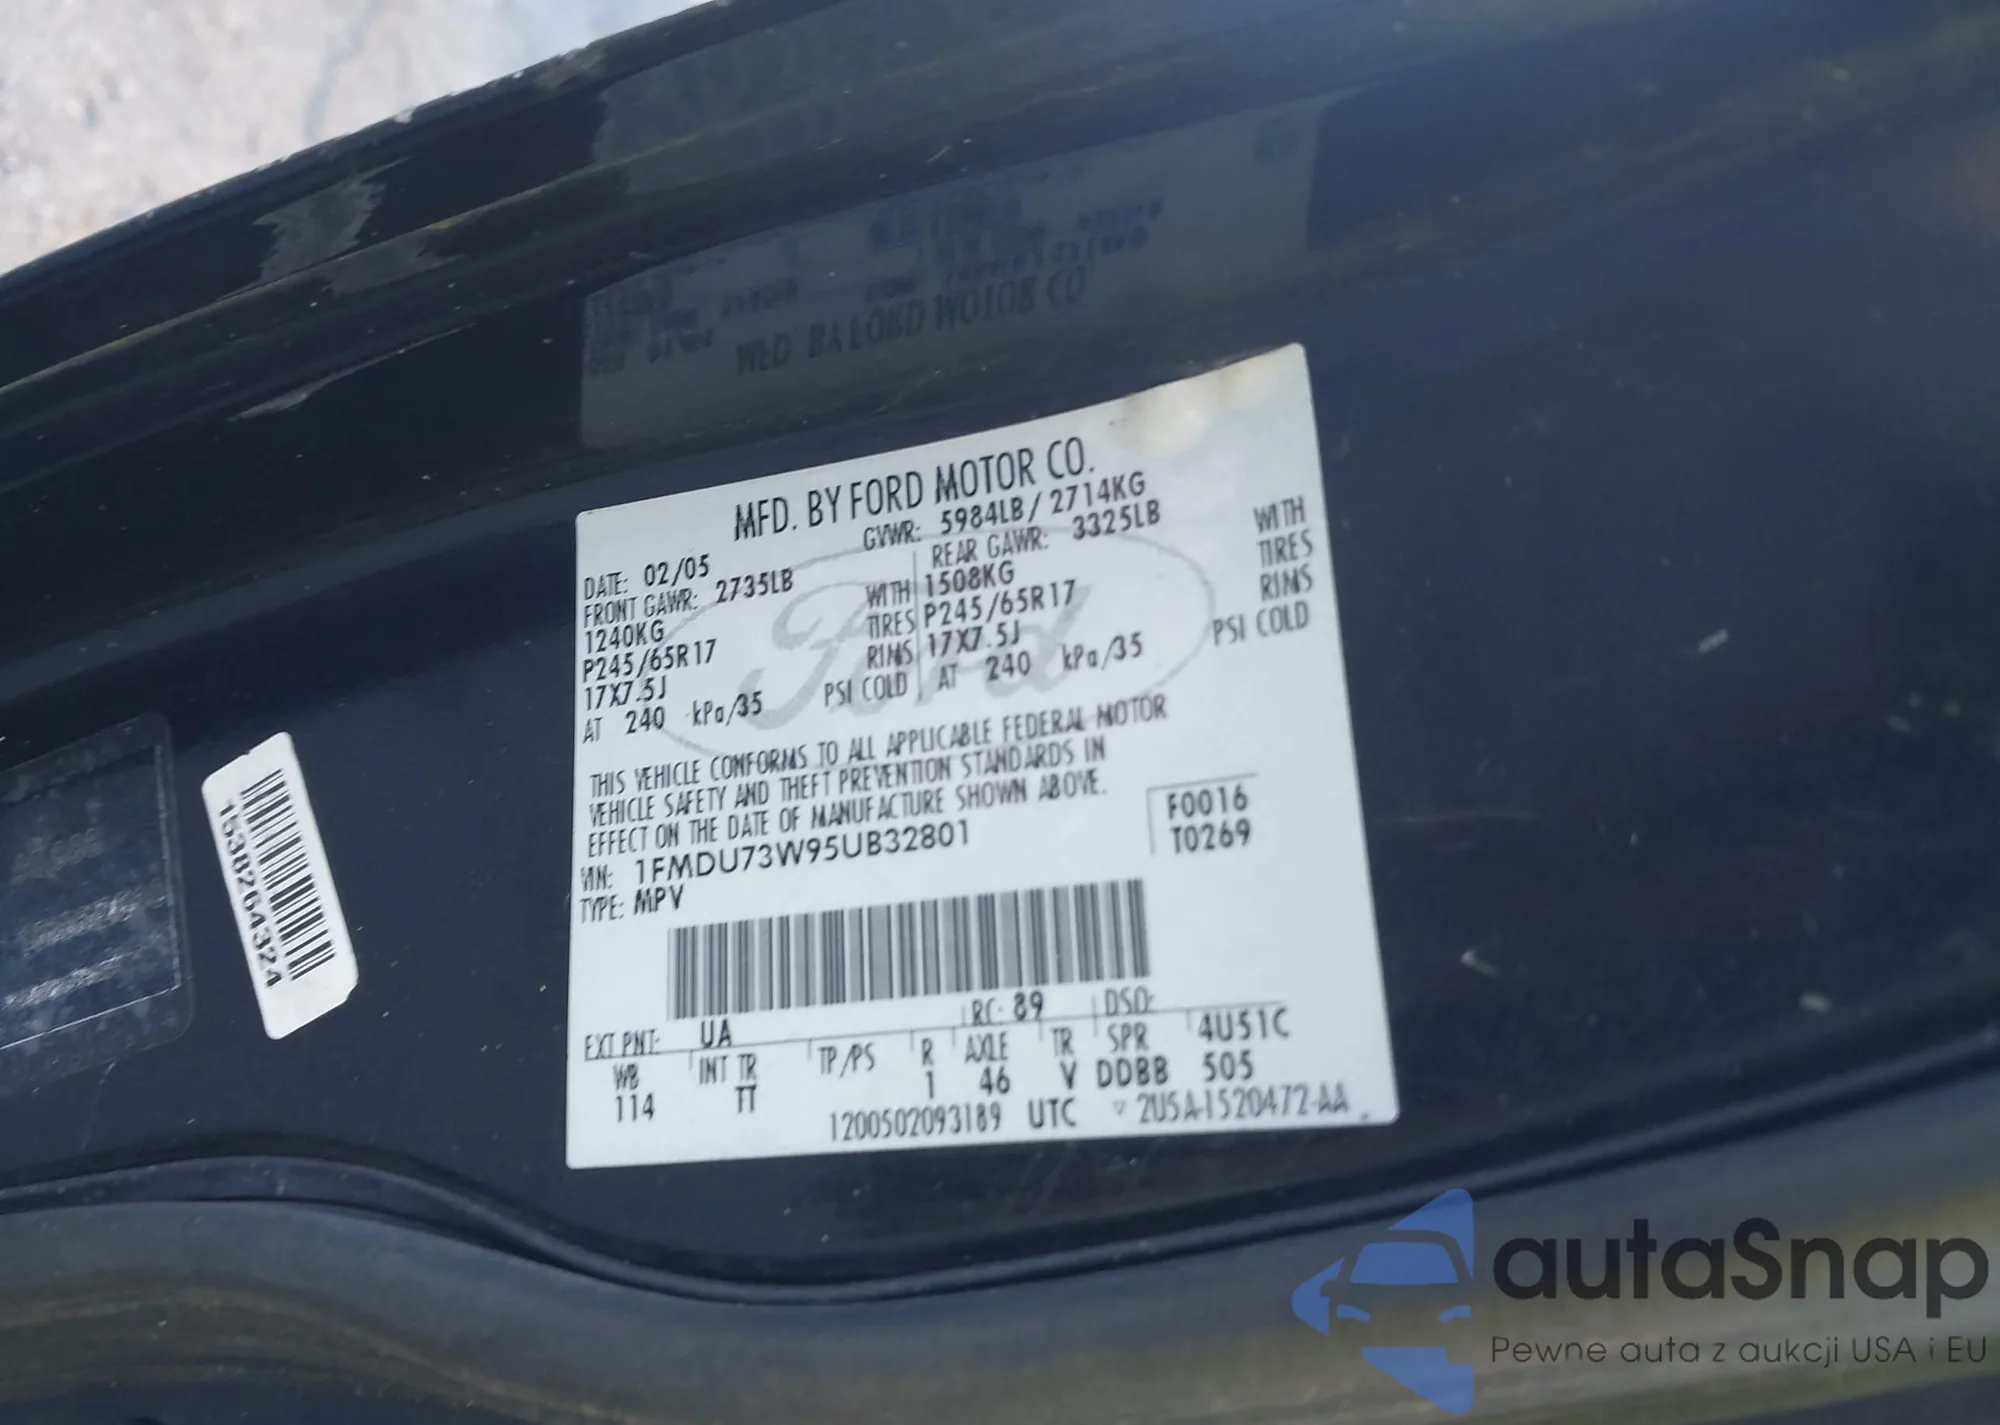 MFD. BY FORD MOTOR CO.
DATE: 02/05 GVWR: 5984LB / 2714KG
FRONT GAWR: 2735LB REAR GAWR: 3325LB
1240KG WITH 1508KG WITH
P245/65R17 TIRES P245/65R17 TIRES
17X7.5J RIMS 17X7.5J RIMS
AT 240 kPa/35 PSI COLD AT 240 kPa/35 PSI COLD
THIS VEHICLE CONFORMS TO ALL APPLICABLE FEDERAL MOTOR
VEHICLE SAFETY AND THEFT PREVENTION STANDARDS IN
EFFECT ON THE DATE OF MANUFACTURE SHOWN ABOVE.
VIN: 1FMDU73W95UB32801
TYPE: MPV
F0016
T0269
EXT PNT: UA RC: 89 DSO:
WB INT TR TP/PS R AXLE TR SPR 4U51C
114 TT 1 46 V DDBB 505
1200502093189 UTC ▽ 2U5A-1520472-AA
Ford
1538264324
autaSnap
Pewne auta z aukcji USA i EU